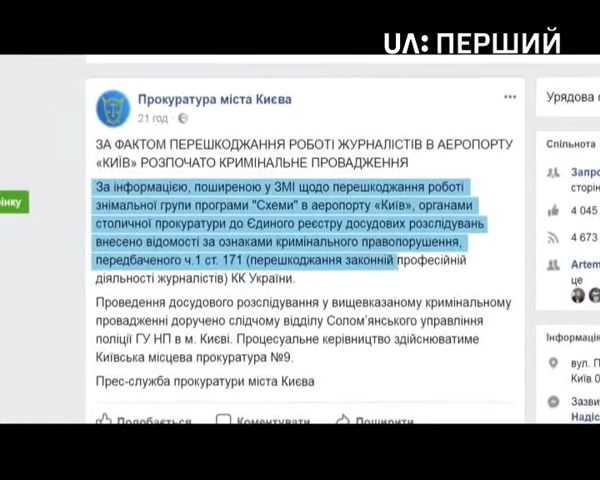 UA: ПЕРШИЙ
Прокуратура міста Києва
21 год ·
ЗА ФАКТОМ ПЕРЕШКОДЖАННЯ РОБОТІ ЖУРНАЛІСТІВ В АЕРОПОРТУ
«КИЇВ» РОЗПОЧАТО КРИМІНАЛЬНЕ ПРОВАДЖЕННЯ
За інформацією, поширеною у ЗМІ щодо перешкоджання роботі
знімальної групи програми "Схеми" в аеропорту «Київ», органами
столичної прокуратури до Єдиного реєстру досудових розслідувань
внесено відомості за ознаками кримінального правопорушення,
передбаченого ч.1 ст. 171 (перешкоджання законній професійній
діяльності журналістів) КК України.
Проведення досудового розслідування у вищевказаному кримінальному
провадженні доручено слідчому відділу Солом'янського управління
поліції ГУ НП в м. Києві. Процесуальне керівництво здійснюватиме
Київська місцева прокуратура №9.
Прес-служба прокуратури міста Києва
Подобається Коментувати Поширити
інку
Урядова о
Спільнота
Запро
сторін
4 045
4 673
Artem
це
Інформація
вул. П
Київ 0
Зазви
Надіс